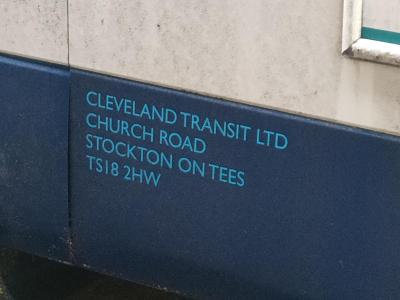 CLEVELAND TRANSIT LTD
CHURCH ROAD
STOCKTON ON TEES
TS18 2HW